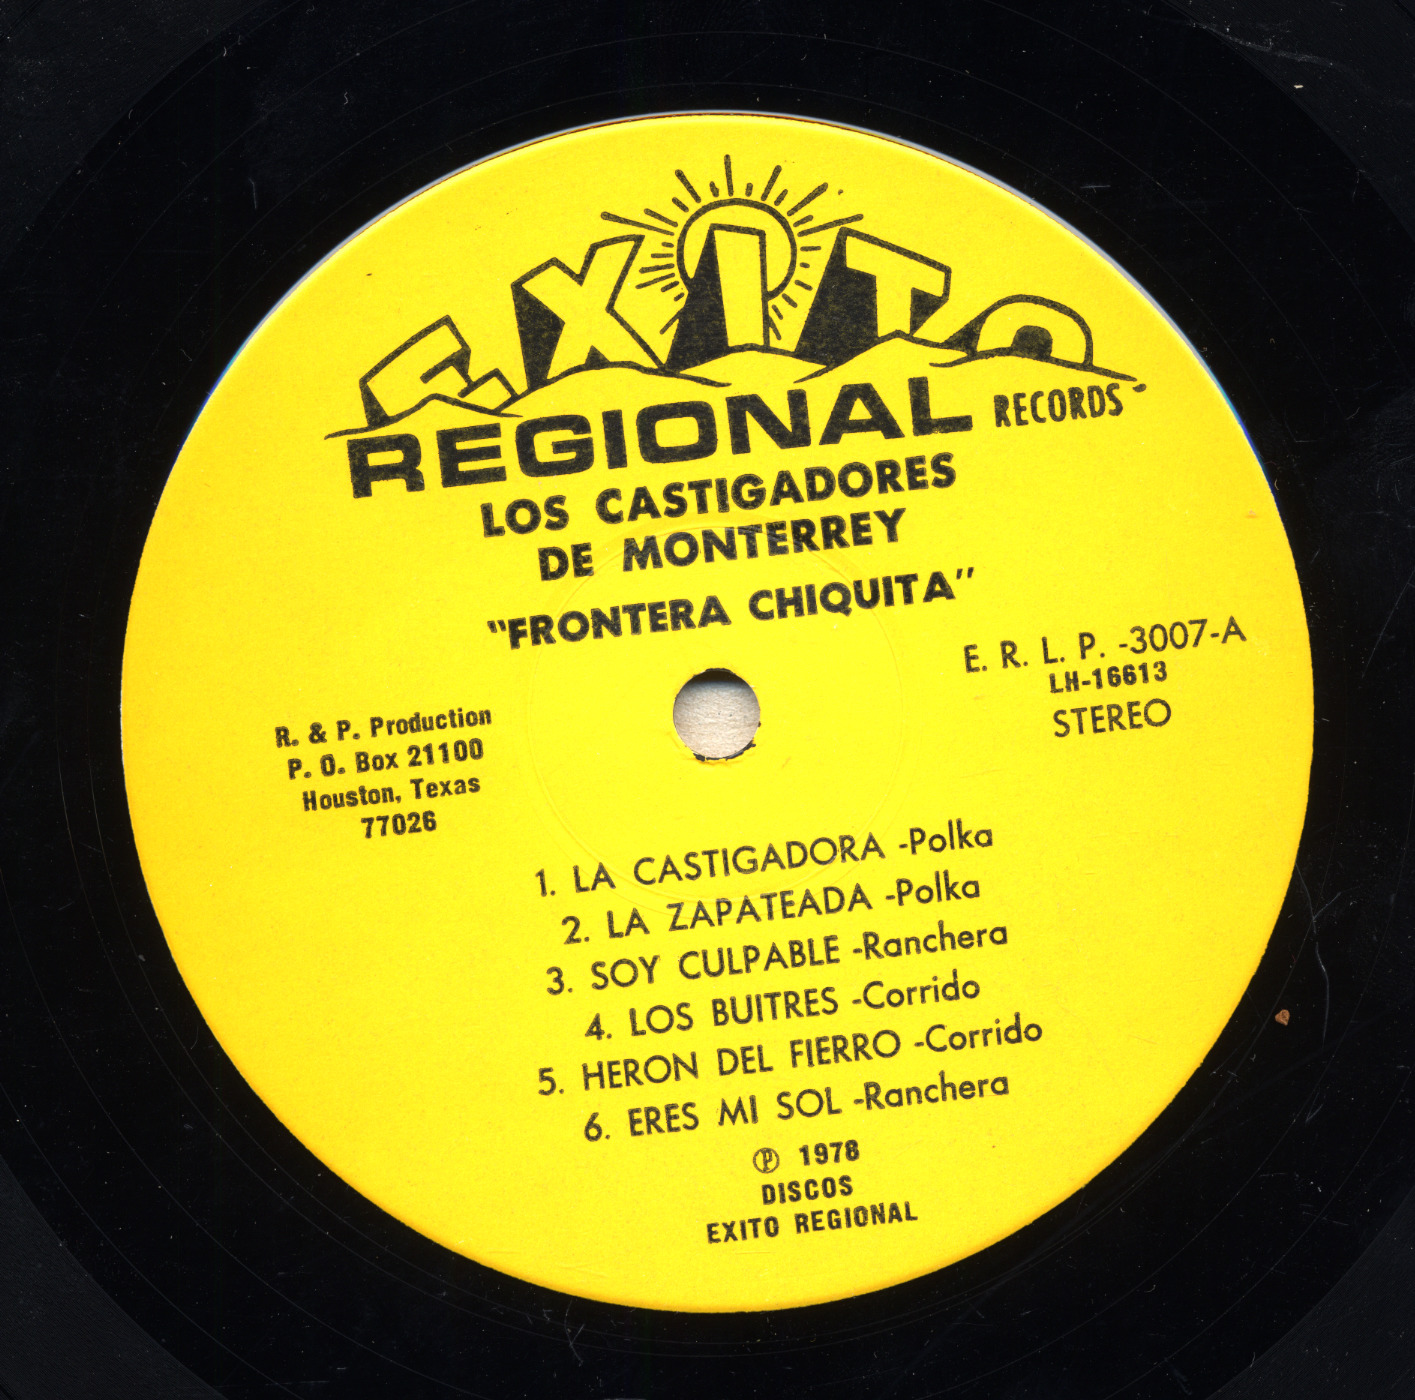 EXITO
REGIONAL RECORDS
LOS CASTIGADORES
DE MONTERREY
"FRONTERA CHIQUITA"
E. R. L. P. -3007-A
LH-16613
STEREO
R. & P. Production
P. O. Box 21100
Houston, Texas
77026
1. LA CASTIGADORA -Polka
2. LA ZAPATEADA -Polka
3. SOY CULPABLE -Ranchera
4. LOS BUITRES -Corrido
5. HERON DEL FIERRO -Corrido
6. ERES MI SOL -Ranchera
Ⓟ 1978
DISCOS
EXITO REGIONAL